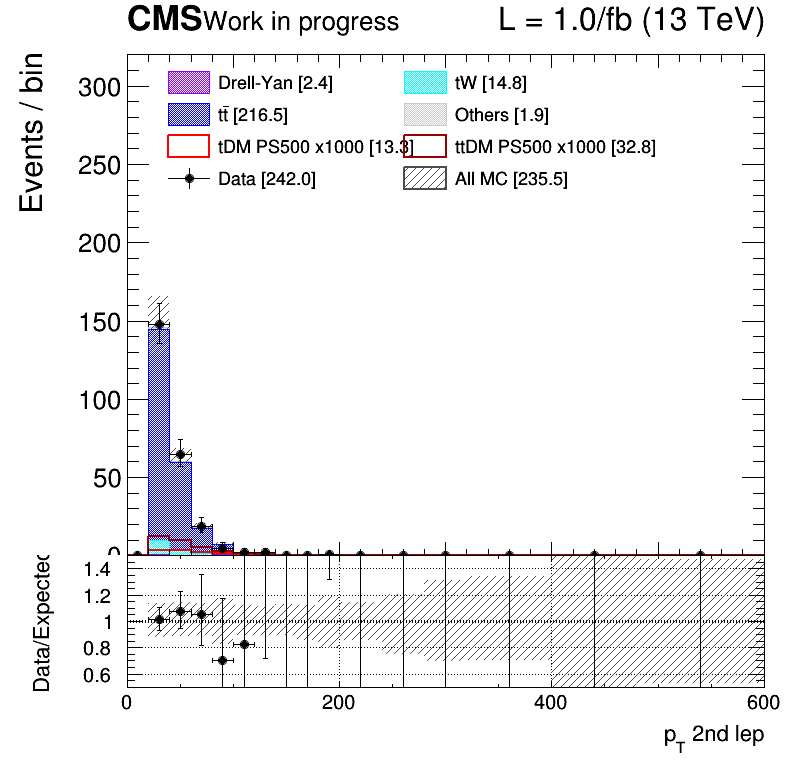 CMS Work in progress L = 1.0/fb (13 TeV)
Events / bin
300
250
200
150
100
50
0
Drell-Yan [2.4]
tW [14.8]
tt̄ [216.5]
Others [1.9]
tDM PS500 x1000 [13.3]
ttDM PS500 x1000 [32.8]
Data [242.0]
All MC [235.5]
Data/Expected
1.4
1.2
1
0.8
0.6
0 200 400 600
pT 2nd lep